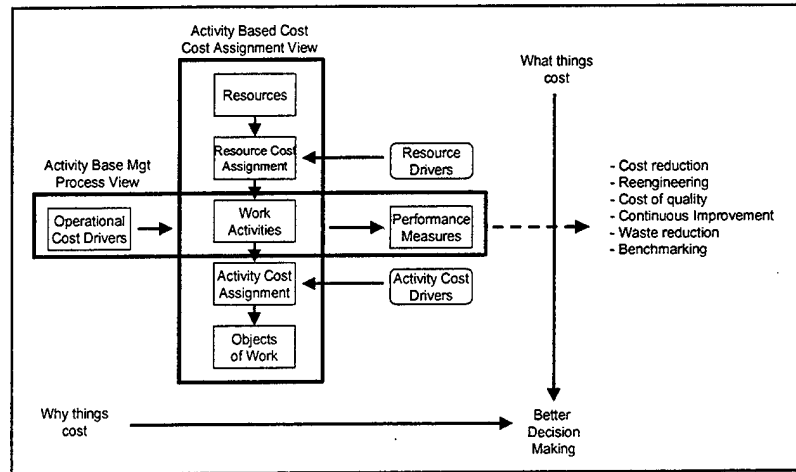 Activity Based Cost
Cost Assignment View
What things
cost
Resources
Resource Cost
Assignment
Resource
Drivers
Activity Base Mgt
Process View
- Cost reduction
- Reengineering
- Cost of quality
- Continuous Improvement
- Waste reduction
- Benchmarking
Operational
Cost Drivers
Work
Activities
Performance
Measures
Activity Cost
Assignment
Activity Cost
Drivers
Objects
of Work
Why things
cost
Better
Decision
Making